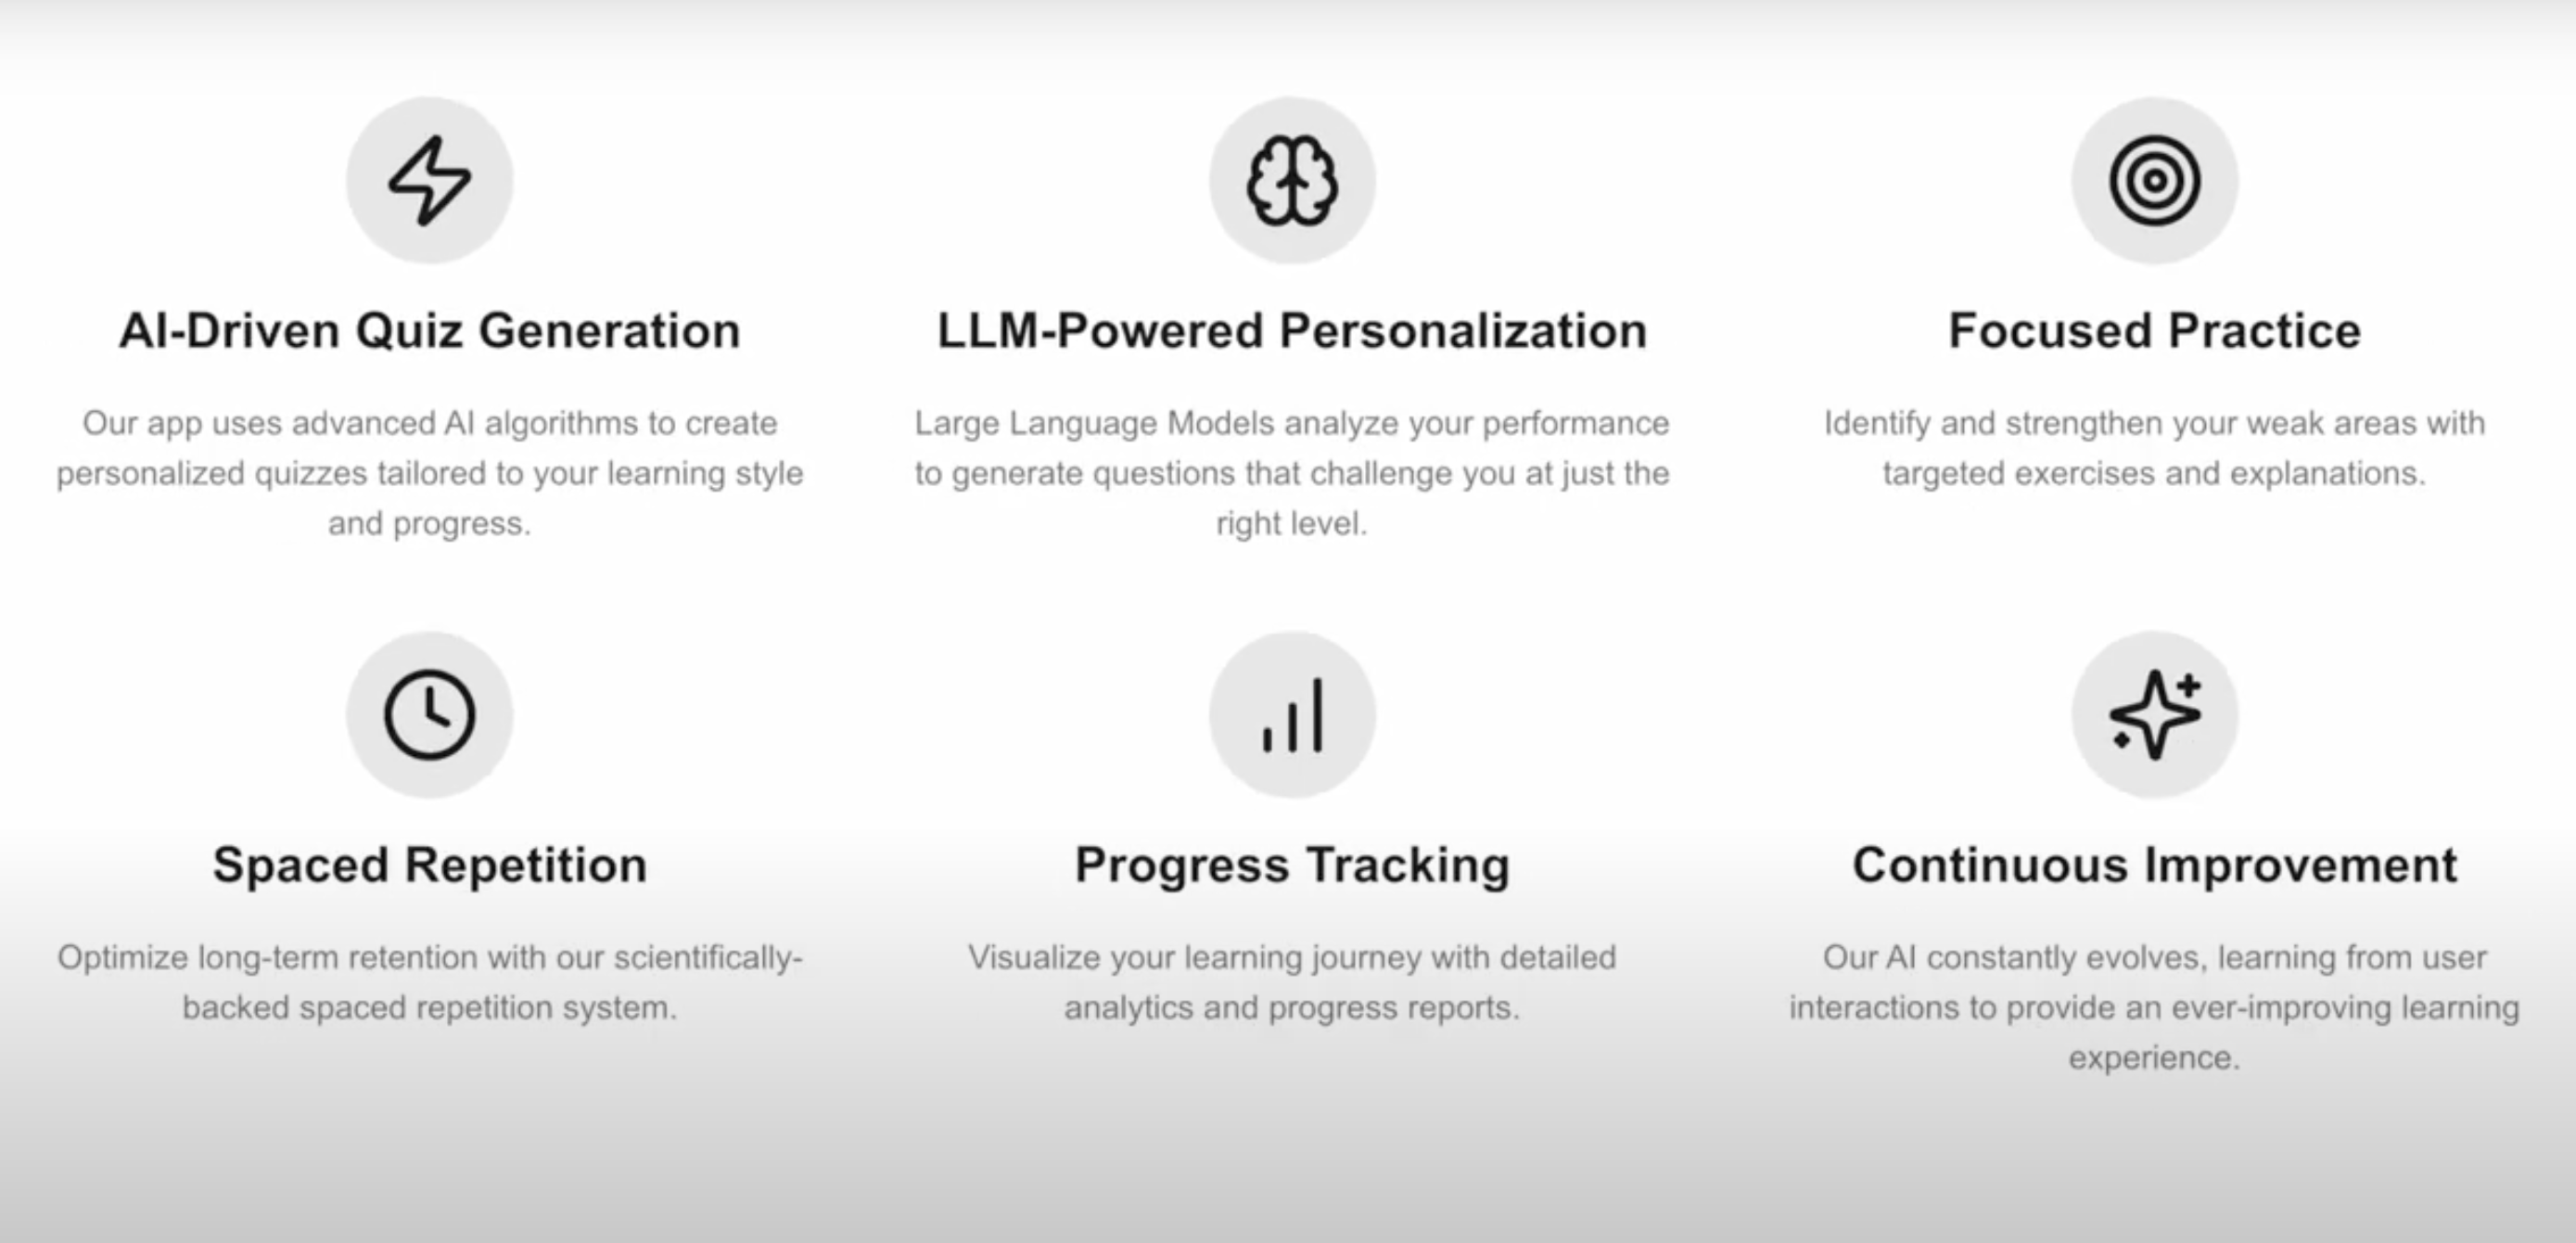 AI-Driven Quiz Generation
Our app uses advanced AI algorithms to create
personalized quizzes tailored to your learning style
and progress.
LLM-Powered Personalization
Large Language Models analyze your performance
to generate questions that challenge you at just the
right level.
Focused Practice
Identify and strengthen your weak areas with
targeted exercises and explanations.
Spaced Repetition
Optimize long-term retention with our scientifically-
backed spaced repetition system.
Progress Tracking
Visualize your learning journey with detailed
analytics and progress reports.
Continuous Improvement
Our AI constantly evolves, learning from user
interactions to provide an ever-improving learning
experience.